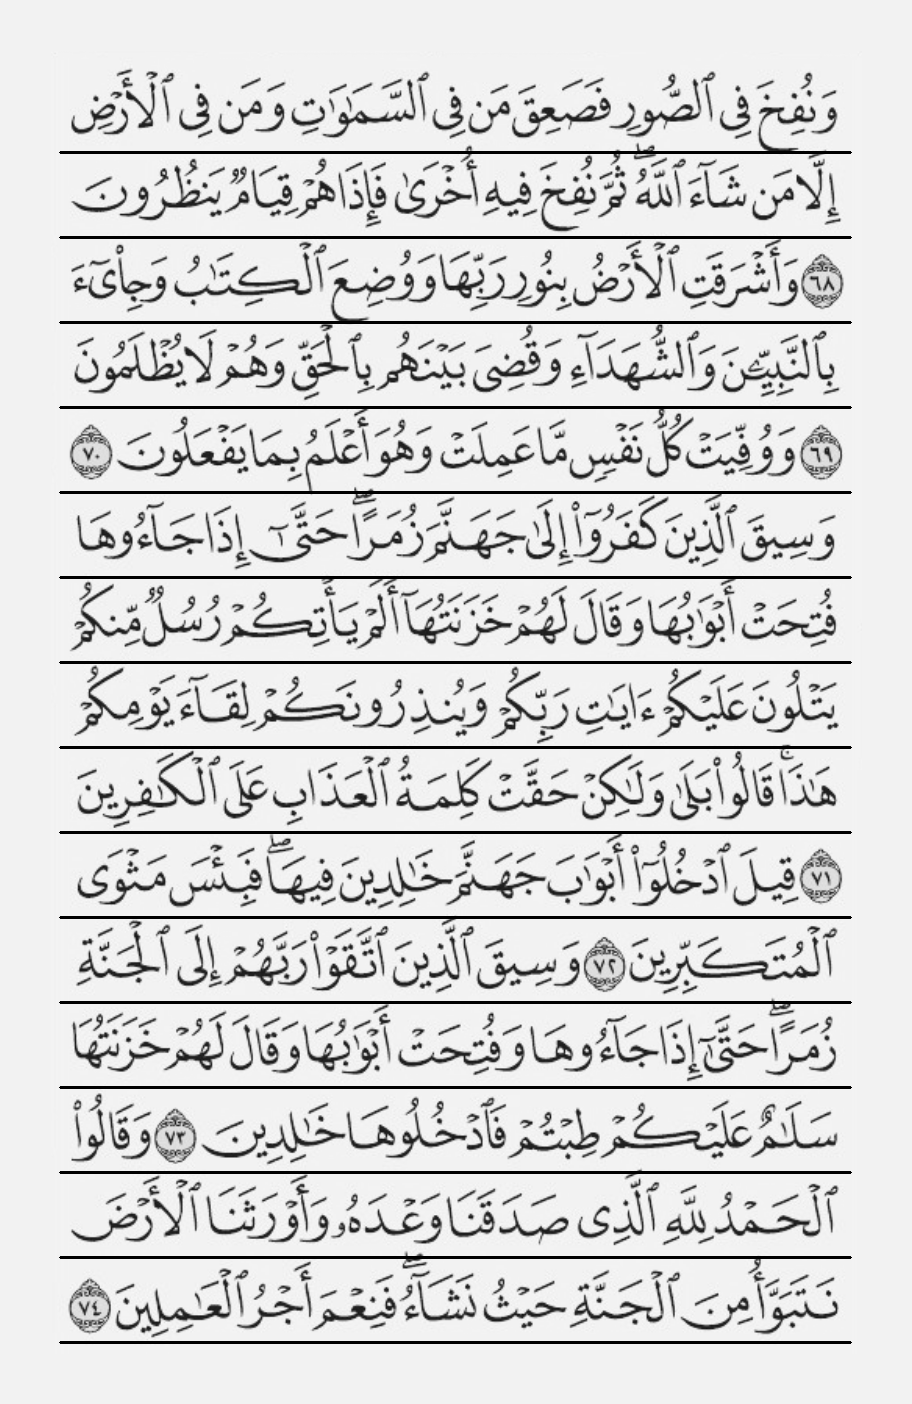 وَنُفِخَ فِى ٱلصُّورِ فَصَعِقَ مَن فِى ٱلسَّمَٰوَٰتِ وَمَن فِى ٱلْأَرْضِ
إِلَّا مَن شَآءَ ٱللَّهُ ۖ ثُمَّ نُفِخَ فِيهِ أُخْرَىٰ فَإِذَا هُمْ قِيَامٌ يَنظُرُونَ
٦٨ وَأَشْرَقَتِ ٱلْأَرْضُ بِنُورِ رَبِّهَا وَوُضِعَ ٱلْكِتَٰبُ وَجِا۟ىٓءَ
بِٱلنَّبِيِّۦنَ وَٱلشُّهَدَآءِ وَقُضِىَ بَيْنَهُم بِٱلْحَقِّ وَهُمْ لَا يُظْلَمُونَ
٦٩ وَوُفِّيَتْ كُلُّ نَفْسٍ مَّا عَمِلَتْ وَهُوَ أَعْلَمُ بِمَا يَفْعَلُونَ ٧٠
وَسِيقَ ٱلَّذِينَ كَفَرُوٓا۟ إِلَىٰ جَهَنَّمَ زُمَرًا ۖ حَتَّىٰٓ إِذَا جَآءُوهَا
فُتِحَتْ أَبْوَٰبُهَا وَقَالَ لَهُمْ خَزَنَتُهَآ أَلَمْ يَأْتِكُمْ رُسُلٌ مِّنكُمْ
يَتْلُونَ عَلَيْكُمْ ءَايَٰتِ رَبِّكُمْ وَيُنذِرُونَكُمْ لِقَآءَ يَوْمِكُمْ
هَٰذَا ۚ قَالُوا۟ بَلَىٰ وَلَٰكِنْ حَقَّتْ كَلِمَةُ ٱلْعَذَابِ عَلَى ٱلْكَٰفِرِينَ
٧١ قِيلَ ٱدْخُلُوٓا۟ أَبْوَٰبَ جَهَنَّمَ خَٰلِدِينَ فِيهَا ۖ فَبِئْسَ مَثْوَى
ٱلْمُتَكَبِّرِينَ ٧٢ وَسِيقَ ٱلَّذِينَ ٱتَّقَوْا۟ رَبَّهُمْ إِلَى ٱلْجَنَّةِ
زُمَرًا ۖ حَتَّىٰٓ إِذَا جَآءُوهَا وَفُتِحَتْ أَبْوَٰبُهَا وَقَالَ لَهُمْ خَزَنَتُهَا
سَلَٰمٌ عَلَيْكُمْ طِبْتُمْ فَٱدْخُلُوهَا خَٰلِدِينَ ٧٣ وَقَالُوا۟
ٱلْحَمْدُ لِلَّهِ ٱلَّذِى صَدَقَنَا وَعْدَهُۥ وَأَوْرَثَنَا ٱلْأَرْضَ
نَتَبَوَّأُ مِنَ ٱلْجَنَّةِ حَيْثُ نَشَآءُ ۖ فَنِعْمَ أَجْرُ ٱلْعَٰمِلِينَ ٧٤